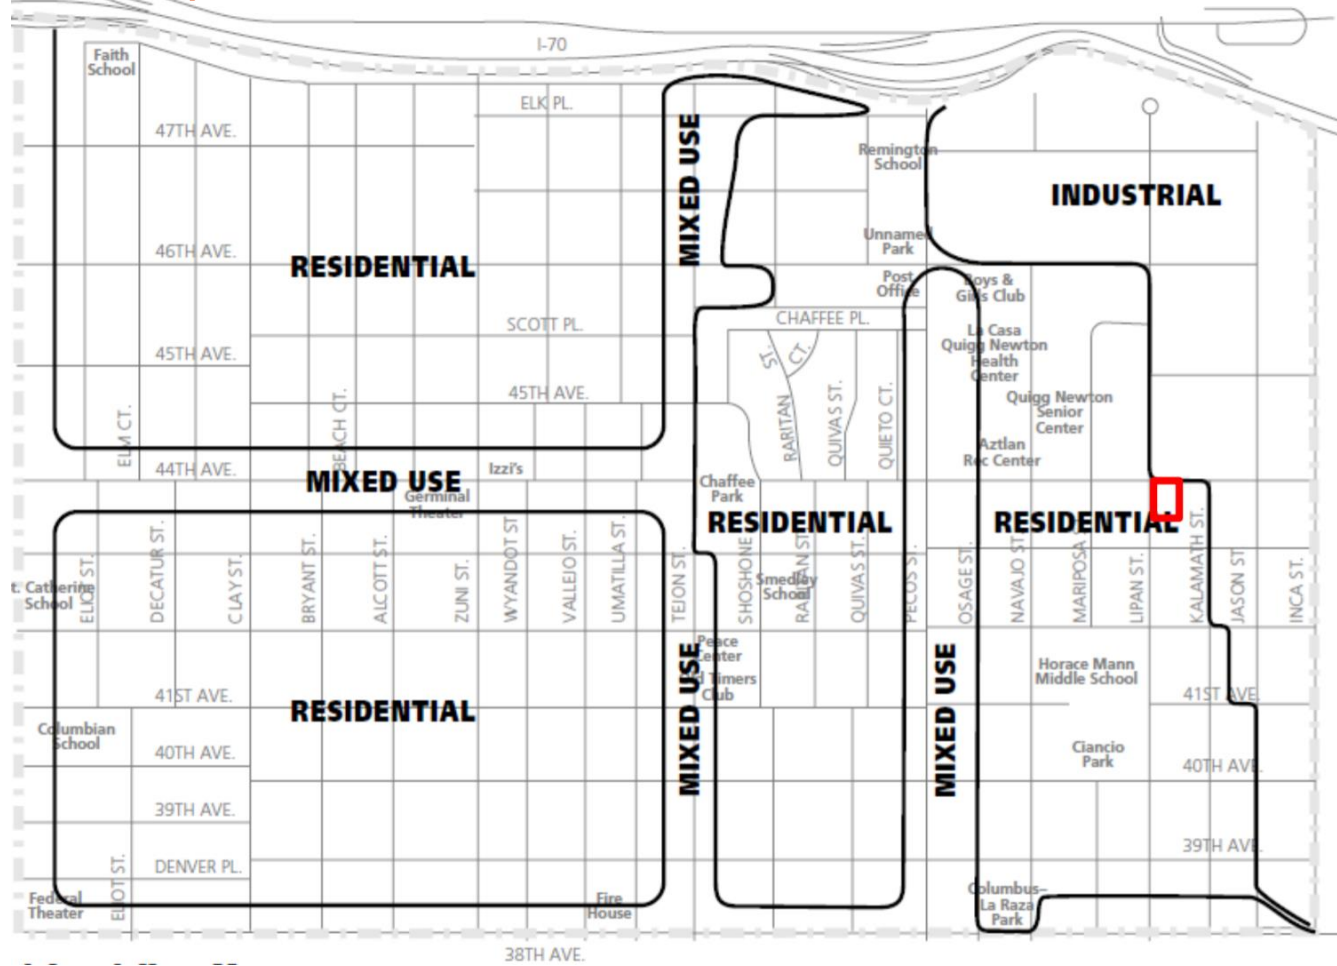 I-70
Faith
School
ELK PL.
47TH AVE.
MIXED USE
Remington
School
INDUSTRIAL
46TH AVE.
RESIDENTIAL
Unnamed
Park
Post
Office
Boys &
Girls Club
SCOTT PL.
CHAFFEE PL.
45TH AVE.
ST.
CT.
La Casa
Quigg Newton
Health
Center
45TH AVE.
ELM CT.
BEACH CT.
RARITAN
QUIVAS ST.
QUIETO CT.
Quigg Newton
Senior
Center
Aztlan
Rec Center
44TH AVE.
MIXED USE
Izzi's
Germinal
Theater
Chaffee
Park
RESIDENTIAL
RESIDENTIAL
. Catherine
School
ELIOT ST.
DECATUR ST.
CLAY ST.
BRYANT ST.
ALCOTT ST.
ZUNI ST.
WYANDOT ST
VALLEJO ST.
UMATILLA ST.
TEJON ST.
SHOSHONE
Smedley
School
RARITAN ST
QUIVAS ST.
PECOS ST.
OSAGE ST.
NAVAJO ST
MARIPOSA S
LIPAN ST.
KALAMATH ST.
JASON ST
INCA ST.
Peace
Center
Old Timers
Club
MIXED USE
MIXED USE
Horace Mann
Middle School
41ST AVE.
RESIDENTIAL
41ST AVE.
Columbian
School
40TH AVE.
Ciancio
Park
40TH AVE.
39TH AVE.
39TH AVE.
DENVER PL.
ELIOT ST.
Federal
Theater
Fire
House
Columbus–
La Raza
Park
38TH AVE.